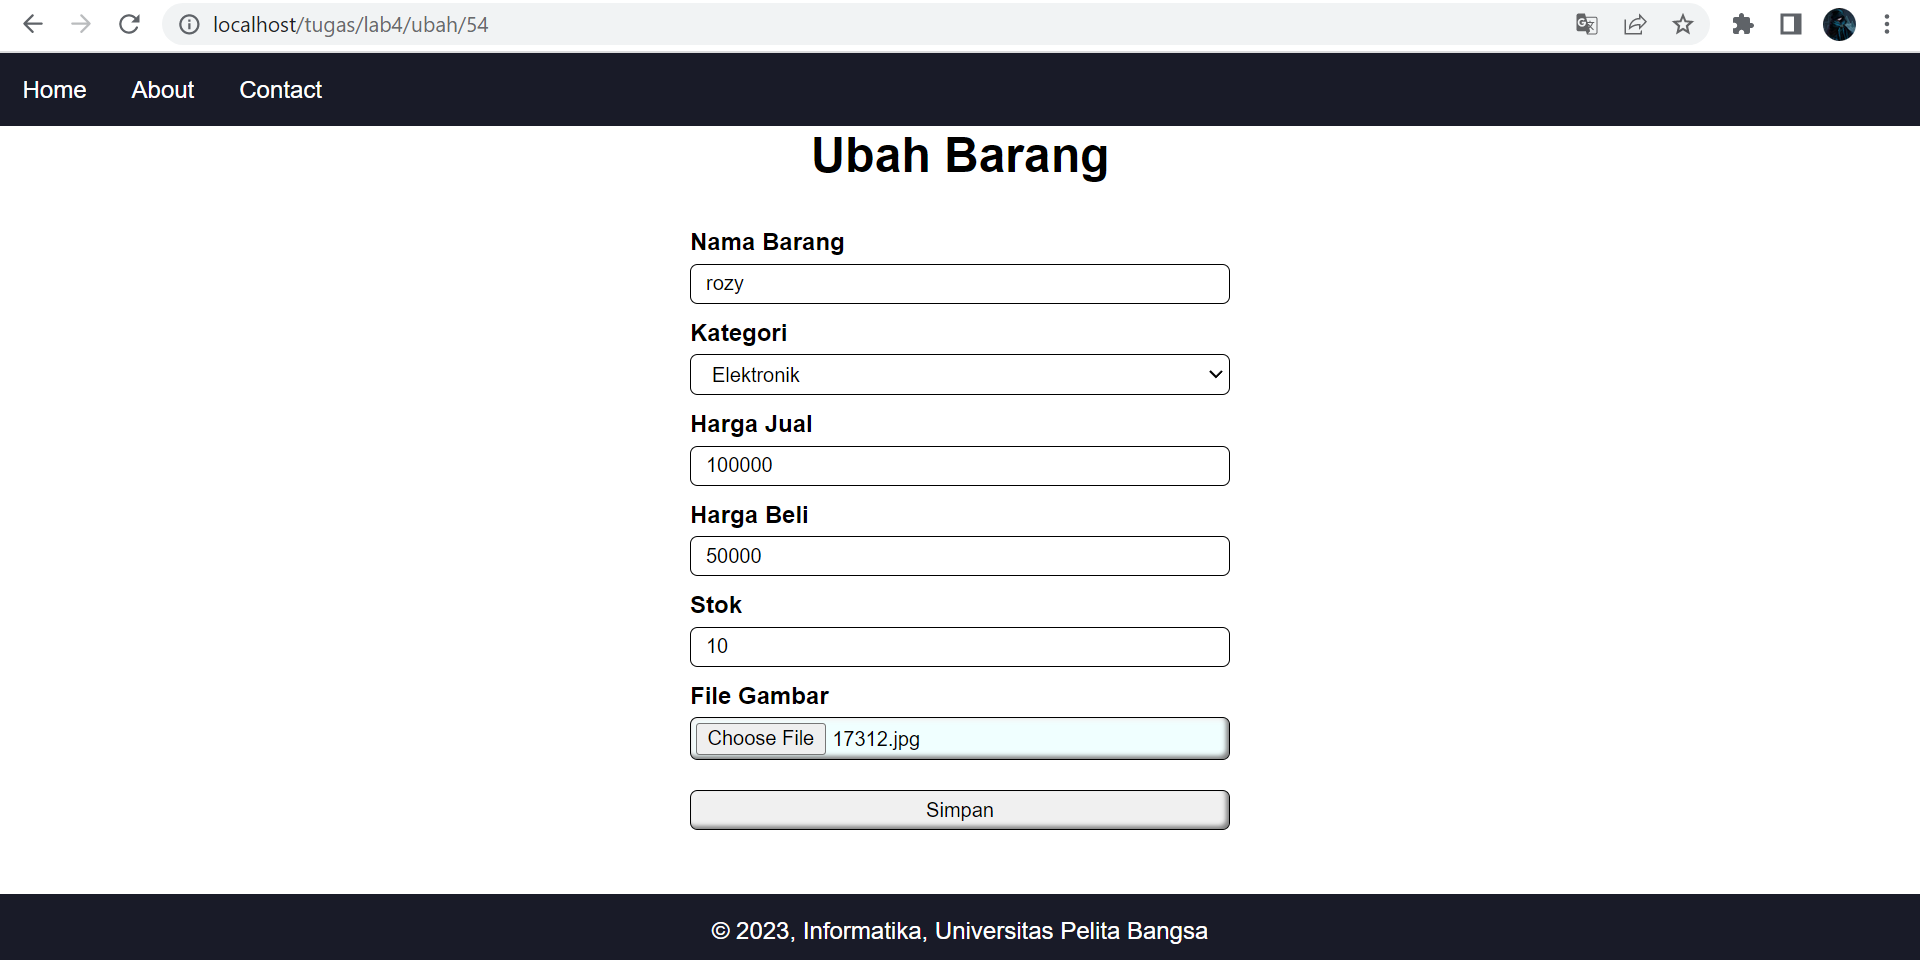 localhost/tugas/lab4/ubah/54
Home About Contact
Ubah Barang
Nama Barang
rozy
Kategori
Elektronik
Harga Jual
100000
Harga Beli
50000
Stok
10
File Gambar
Choose File 17312.jpg
Simpan
© 2023, Informatika, Universitas Pelita Bangsa